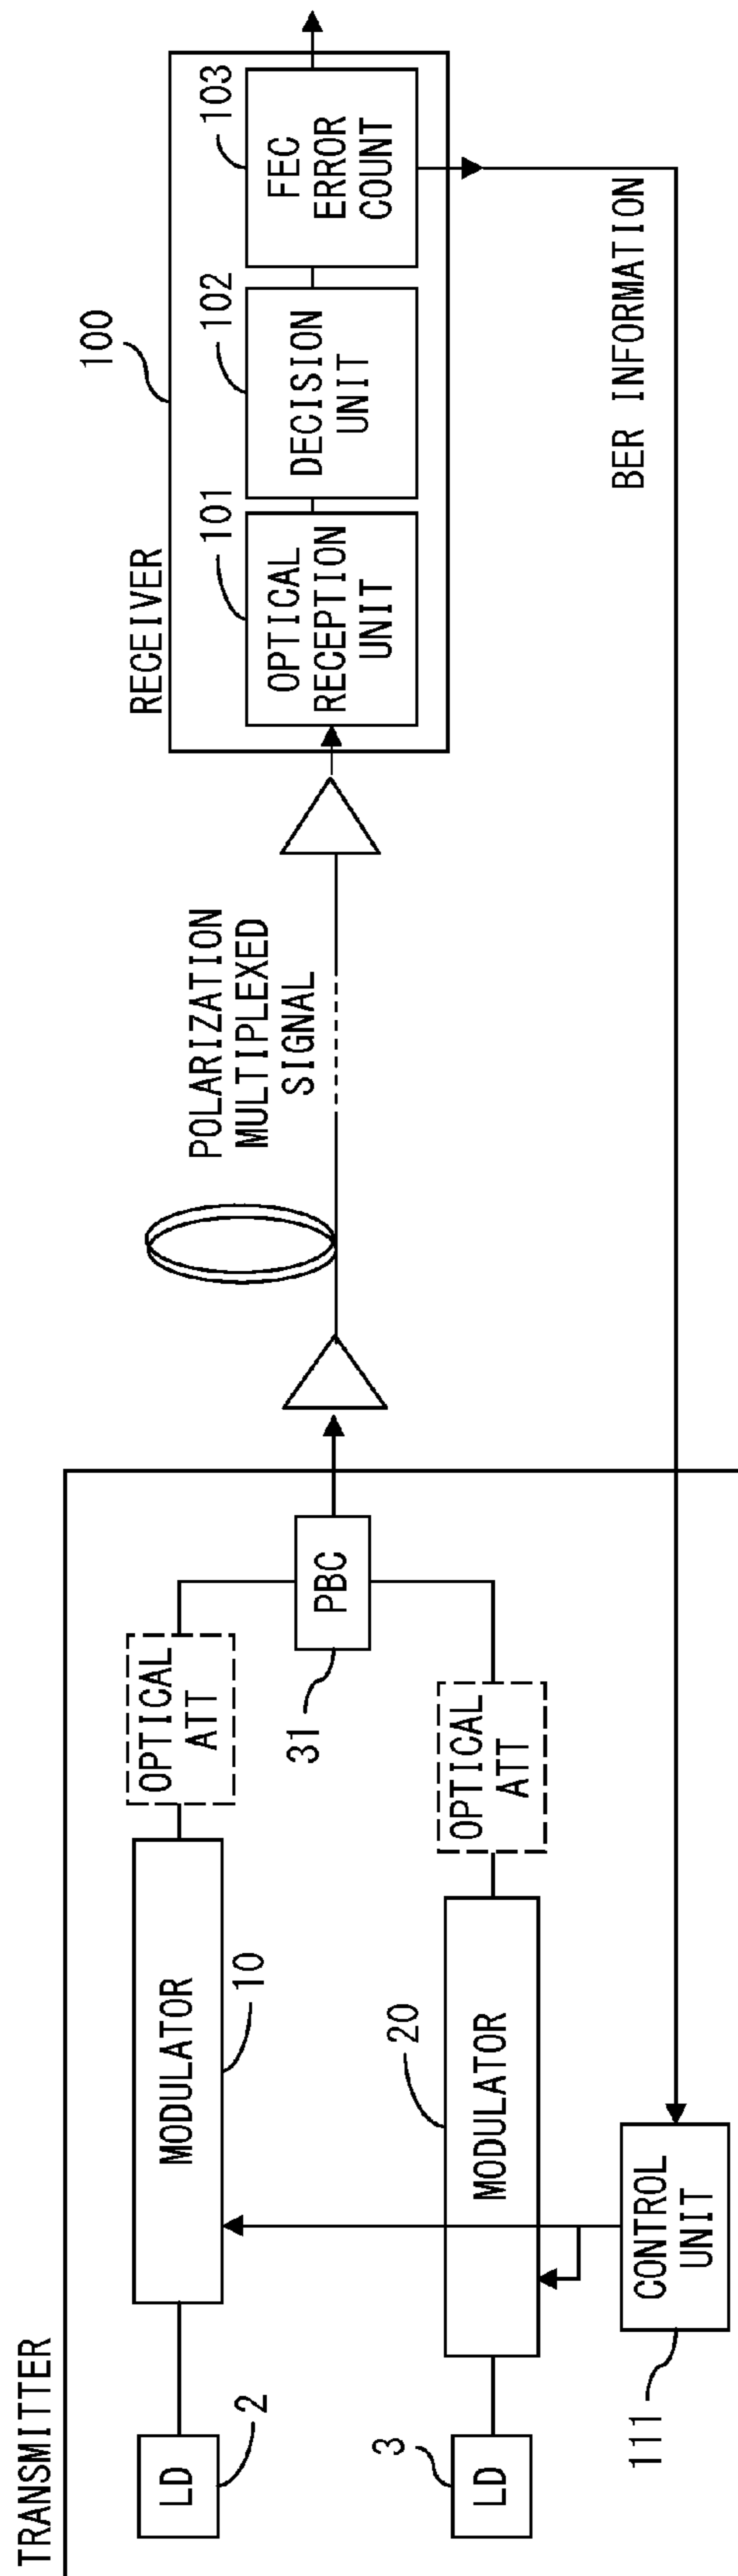 TRANSMITTER
LD
2
MODULATOR
10
OPTICAL
ATT
LD
3
MODULATOR
20
OPTICAL
ATT
PBC
31
CONTROL
UNIT
111
POLARIZATION
MULTIPLEXED
SIGNAL
RECEIVER
100
OPTICAL
RECEPTION
UNIT
101
DECISION
UNIT
102
FEC
ERROR
COUNT
103
BER INFORMATION